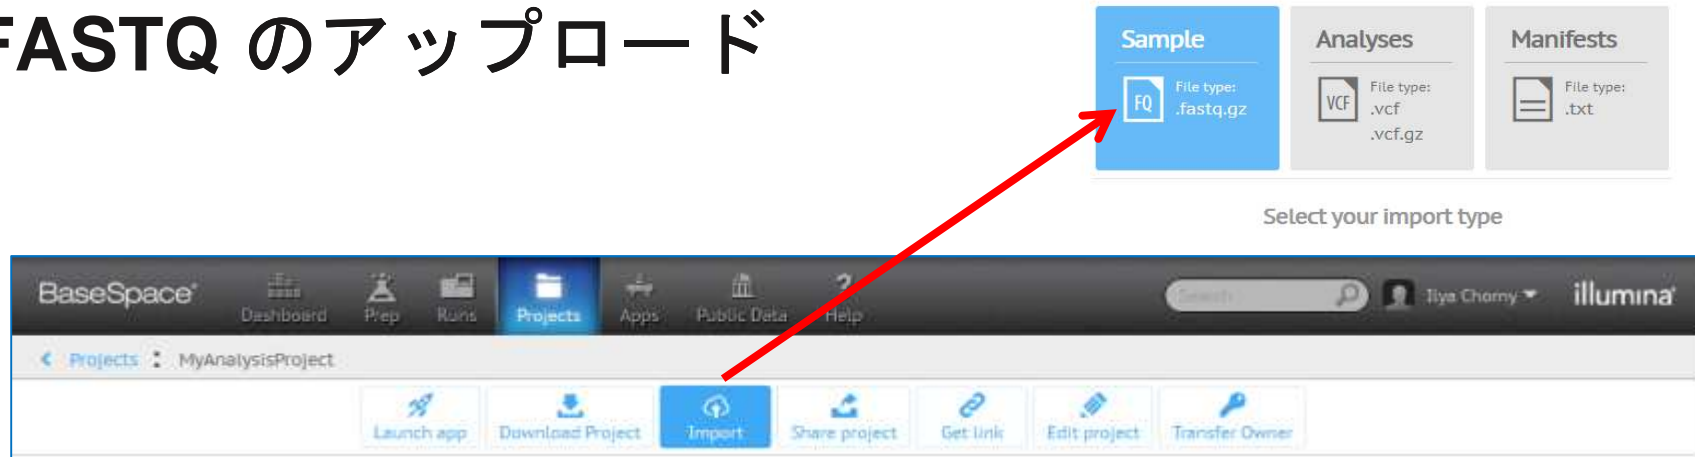 FASTQ のアップロード
Sample
File type:
FQ
.fastq.gz
Analyses
File type:
VCF
.vcf
.vcf.gz
Manifests
File type:
.txt
Select your import type
BaseSpace
Dashboard
Prep
Runs
Projects
Apps
Public Data
?
Help
Search
Ilya Chorny
illumina
Projects : MyAnalysisProject
Launch app
Download Project
Import
Share project
Get link
Edit project
Transfer Owner